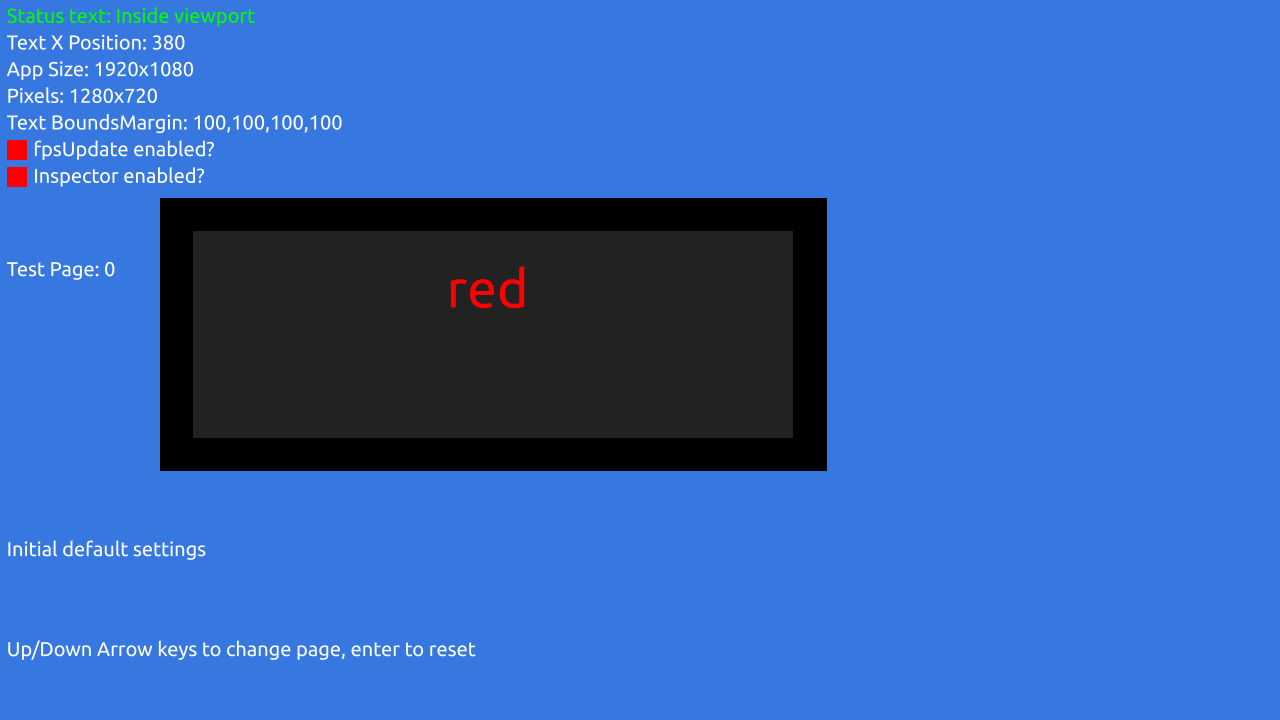 Status text: Inside viewport
Text X Position: 380
App Size: 1920x1080
Pixels: 1280x720
Text BoundsMargin: 100,100,100,100
fpsUpdate enabled?
Inspector enabled?
Test Page: 0
red
Initial default settings
Up/Down Arrow keys to change page, enter to reset